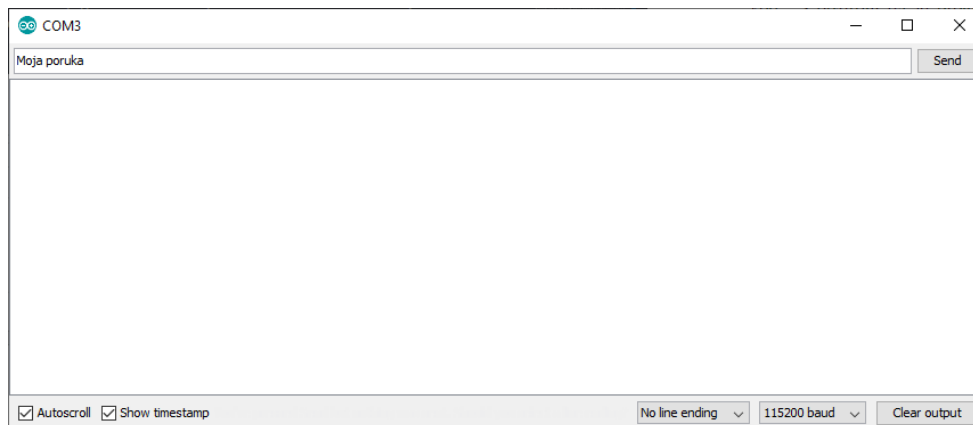 COM3
Moja poruka
Send
Autoscroll Show timestamp No line ending 115200 baud Clear output